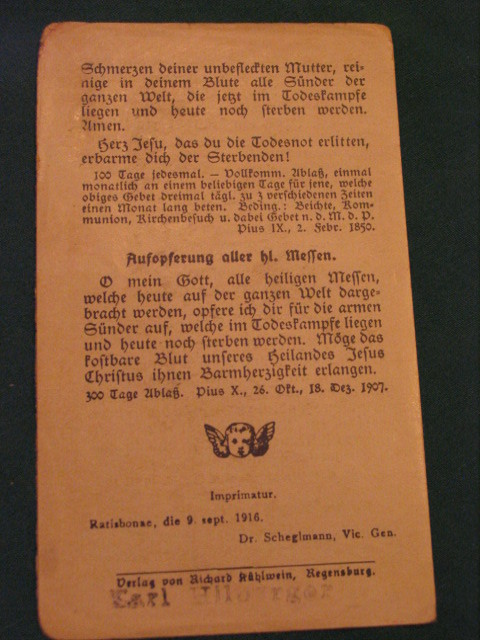 Schmerzen deiner unbefleckten Mutter, rei-
nige in deinem Blute alle Sünder der
ganzen Welt, die jetzt im Todeskampfe
liegen und heute noch sterben werden.
Amen.
Herz Jesu, das du die Todesnot erlitten,
erbarme dich der Sterbenden!
100 Tage jedesmal. — Vollkomm. Ablaß, einmal
monatlich an einem beliebigen Tage für jene, welche
obiges Gebet dreimal tägl. zu 3 verschiedenen Zeiten
einen Monat lang beten. Beding.: Beichte, Kom-
munion, Kirchenbesuch u. dabei Gebet n. d. M. d. P.
Pius IX., 2. Febr. 1850.
Aufopferung aller hl. Messen.
O mein Gott, alle heiligen Messen,
welche heute auf der ganzen Welt darge-
bracht werden, opfere ich dir für die armen
Sünder auf, welche im Todeskampfe liegen
und heute noch sterben werden. Möge das
kostbare Blut unseres Heilandes Jesus
Christus ihnen Barmherzigkeit erlangen.
300 Tage Ablaß. Pius X., 26. Okt., 18. Dez. 1907.
Imprimatur.
Ratisbonae, die 9. sept. 1916.
Dr. Scheglmann, Vic. Gen.
Verlag von Richard Kühlwein, Regensburg.
Carl